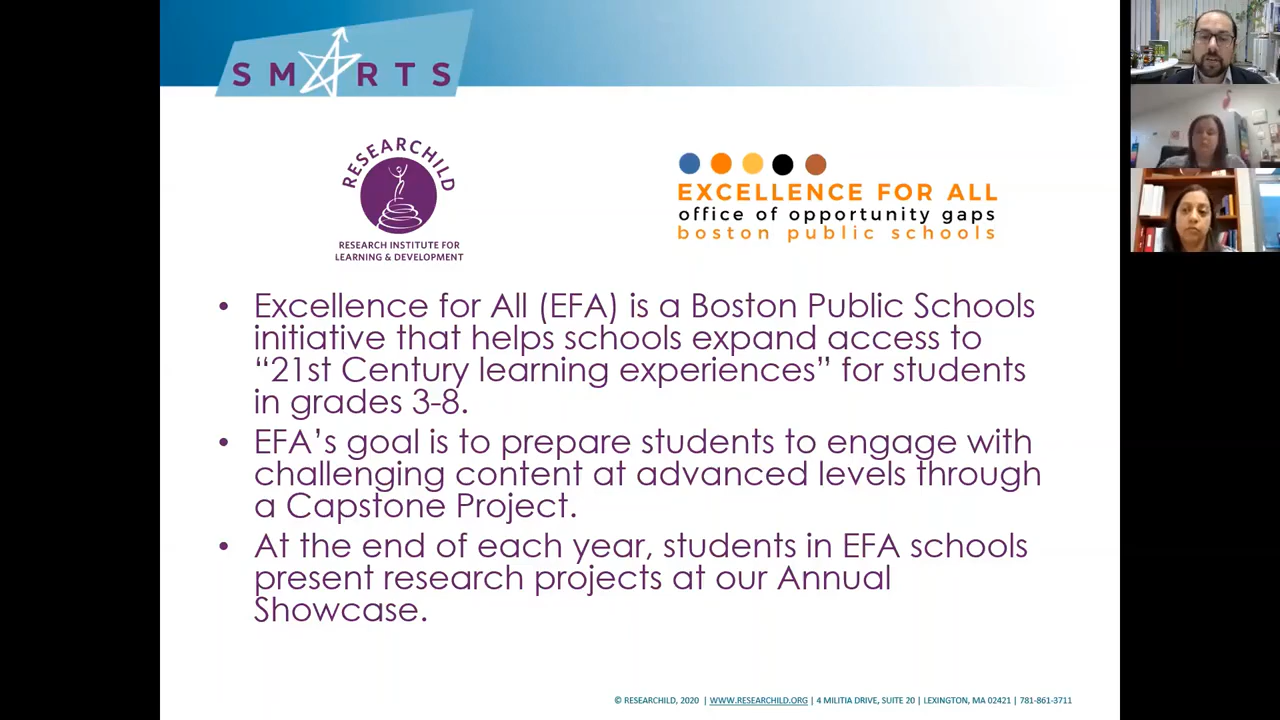 SMARTS
RESEARCHILD
RESEARCH INSTITUTE FOR
LEARNING & DEVELOPMENT
EXCELLENCE FOR ALL
office of opportunity gaps
boston public schools
• Excellence for All (EFA) is a Boston Public Schools
initiative that helps schools expand access to
“21st Century learning experiences” for students
in grades 3-8.
• EFA’s goal is to prepare students to engage with
challenging content at advanced levels through
a Capstone Project.
• At the end of each year, students in EFA schools
present research projects at our Annual
Showcase.
© RESEARCHILD, 2020 | WWW.RESEARCHILD.ORG | 4 MILITIA DRIVE, SUITE 20 | LEXINGTON, MA 02421 | 781-861-3711